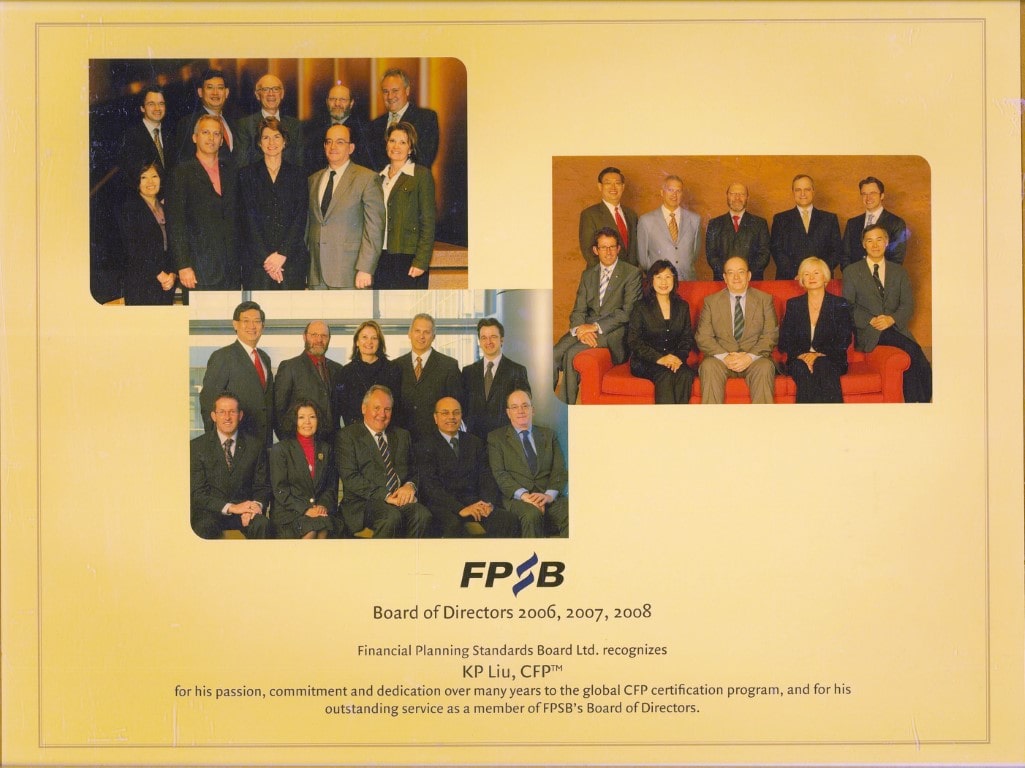 FPSB
Board of Directors 2006, 2007, 2008
Financial Planning Standards Board Ltd. recognizes
KP Liu, CFP™
for his passion, commitment and dedication over many years to the global CFP certification program, and for his
outstanding service as a member of FPSB's Board of Directors.